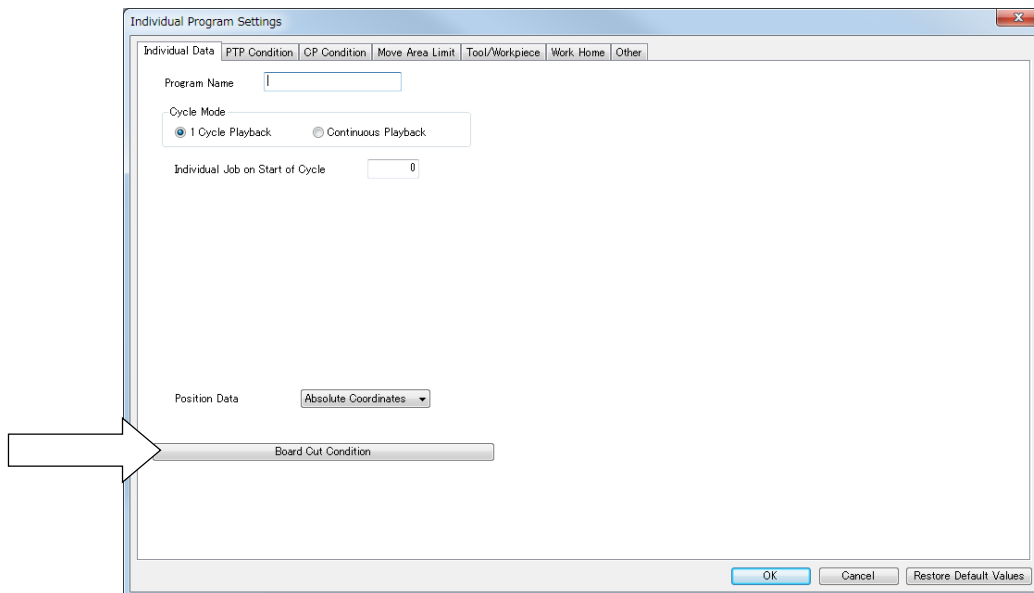 Individual Program Settings
Individual Data PTP Condition CP Condition Move Area Limit Tool/Workpiece Work Home Other
Program Name
Cycle Mode
1 Cycle Playback Continuous Playback
Individual Job on Start of Cycle 0
Position Data Absolute Coordinates
Board Cut Condition
OK Cancel Restore Default Values